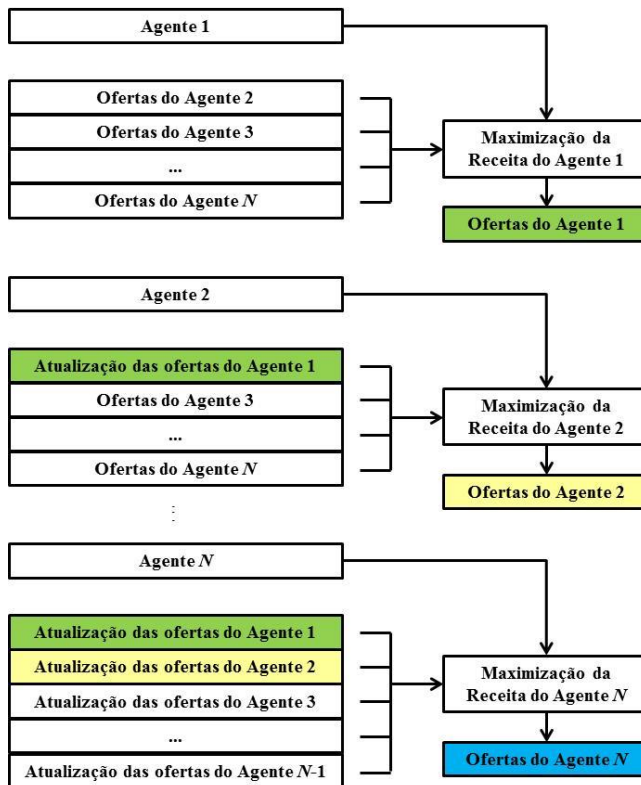 Agente 1
Ofertas do Agente 2
Ofertas do Agente 3
...
Ofertas do Agente N
Maximização da
Receita do Agente 1
Ofertas do Agente 1
Agente 2
Atualização das ofertas do Agente 1
Ofertas do Agente 3
...
Ofertas do Agente N
Maximização da
Receita do Agente 2
Ofertas do Agente 2
⋮
Agente N
Atualização das ofertas do Agente 1
Atualização das ofertas do Agente 2
Atualização das ofertas do Agente 3
...
Atualização das ofertas do Agente N-1
Maximização da
Receita do Agente N
Ofertas do Agente N